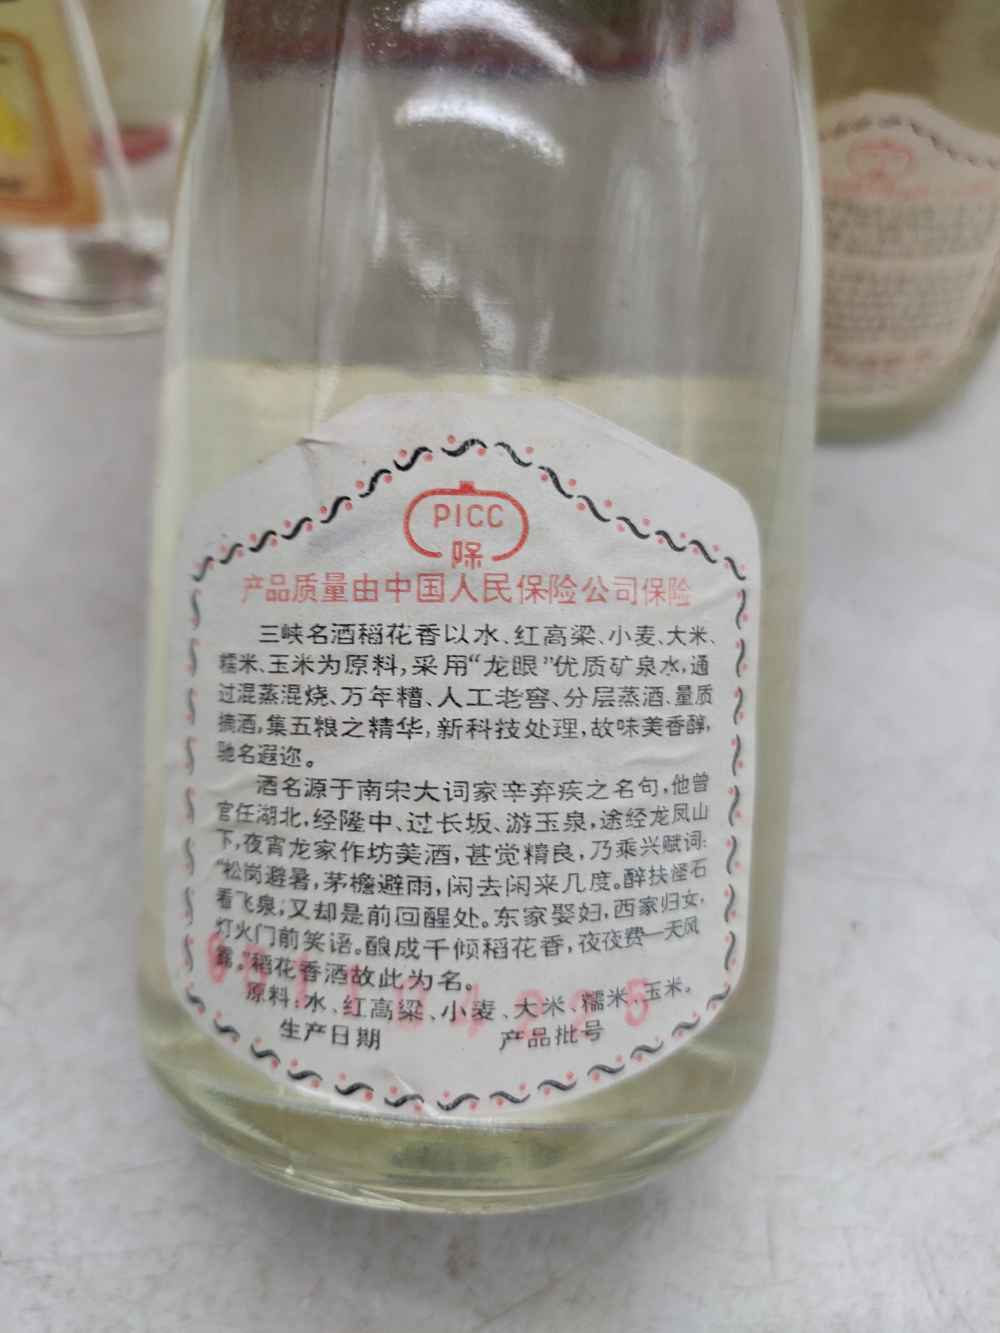 PICC
保
产品质量由中国人民保险公司保险
三峡名酒稻花香以水、红高梁、小麦、大米、
糯米、玉米为原料,采用“龙眼”优质矿泉水,通
过混蒸混烧、万年糟、人工老窖、分层蒸酒、量质
摘酒,集五粮之精华,新科技处理,故味美香醇,
驰名遐迩。
酒名源于南宋大词家辛弃疾之名句,他曾
官任湖北,经隆中、过长坂、游玉泉,途经龙凤山
下,夜宵龙家作坊美酒,甚觉精良,乃乘兴赋词:
“松岗避暑,茅檐避雨,闲去闲来几度。醉扶怪石
看飞泉;又却是前回醒处。东家娶妇,西家归女,
灯火门前笑语。酿成千倾稻花香,夜夜费一天风
露。”稻花香酒故此为名。
原料:水、红高粱、小麦、大米、糯米、玉米。
生产日期 产品批号